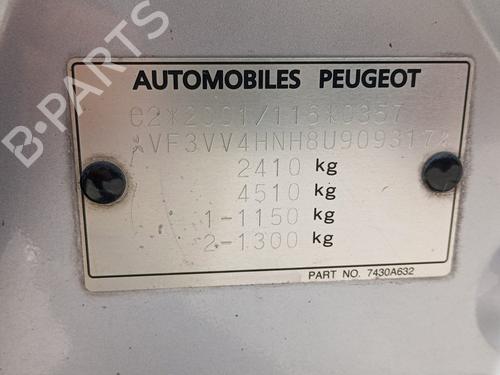 B-PARTS
AUTOMOBILES PEUGEOT
e2*2001/116*0357
VF3VV4HNH8U909317
2410 kg
4510 kg
1-1150 kg
2-1300 kg
PART NO. 7430A632